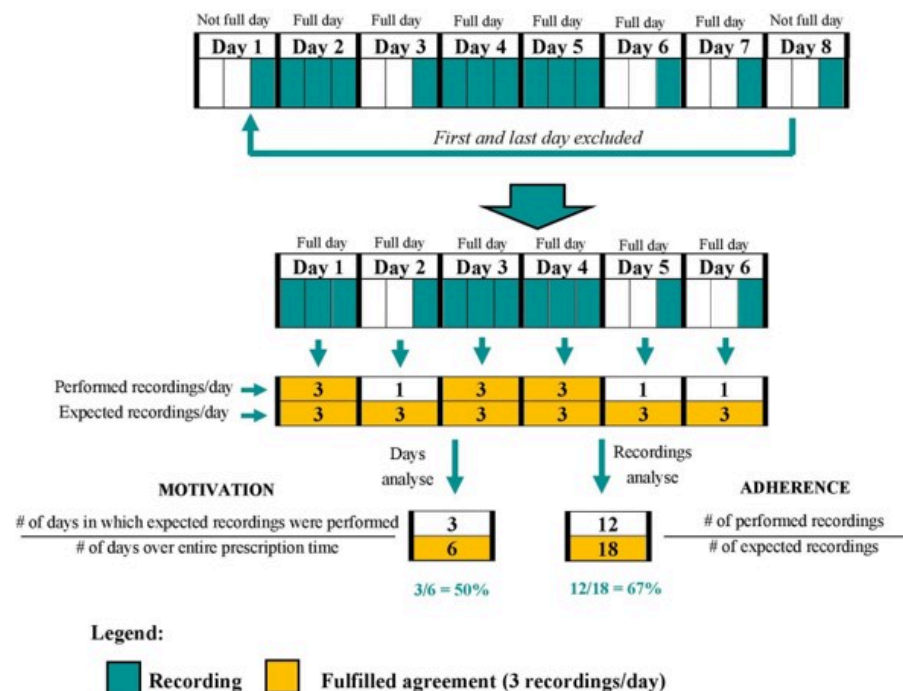 Not full day Full day Full day Full day Full day Full day Full day Not full day
Day 1 Day 2 Day 3 Day 4 Day 5 Day 6 Day 7 Day 8
First and last day excluded
Full day Full day Full day Full day Full day Full day
Day 1 Day 2 Day 3 Day 4 Day 5 Day 6
Performed recordings/day 3 1 3 3 1 1
Expected recordings/day 3 3 3 3 3 3
Days
analyse
Recordings
analyse
MOTIVATION
# of days in which expected recordings were performed
# of days over entire prescription time
3
6
3/6 = 50%
12
18
12/18 = 67%
ADHERENCE
# of performed recordings
# of expected recordings
Legend:
Recording Fulfilled agreement (3 recordings/day)